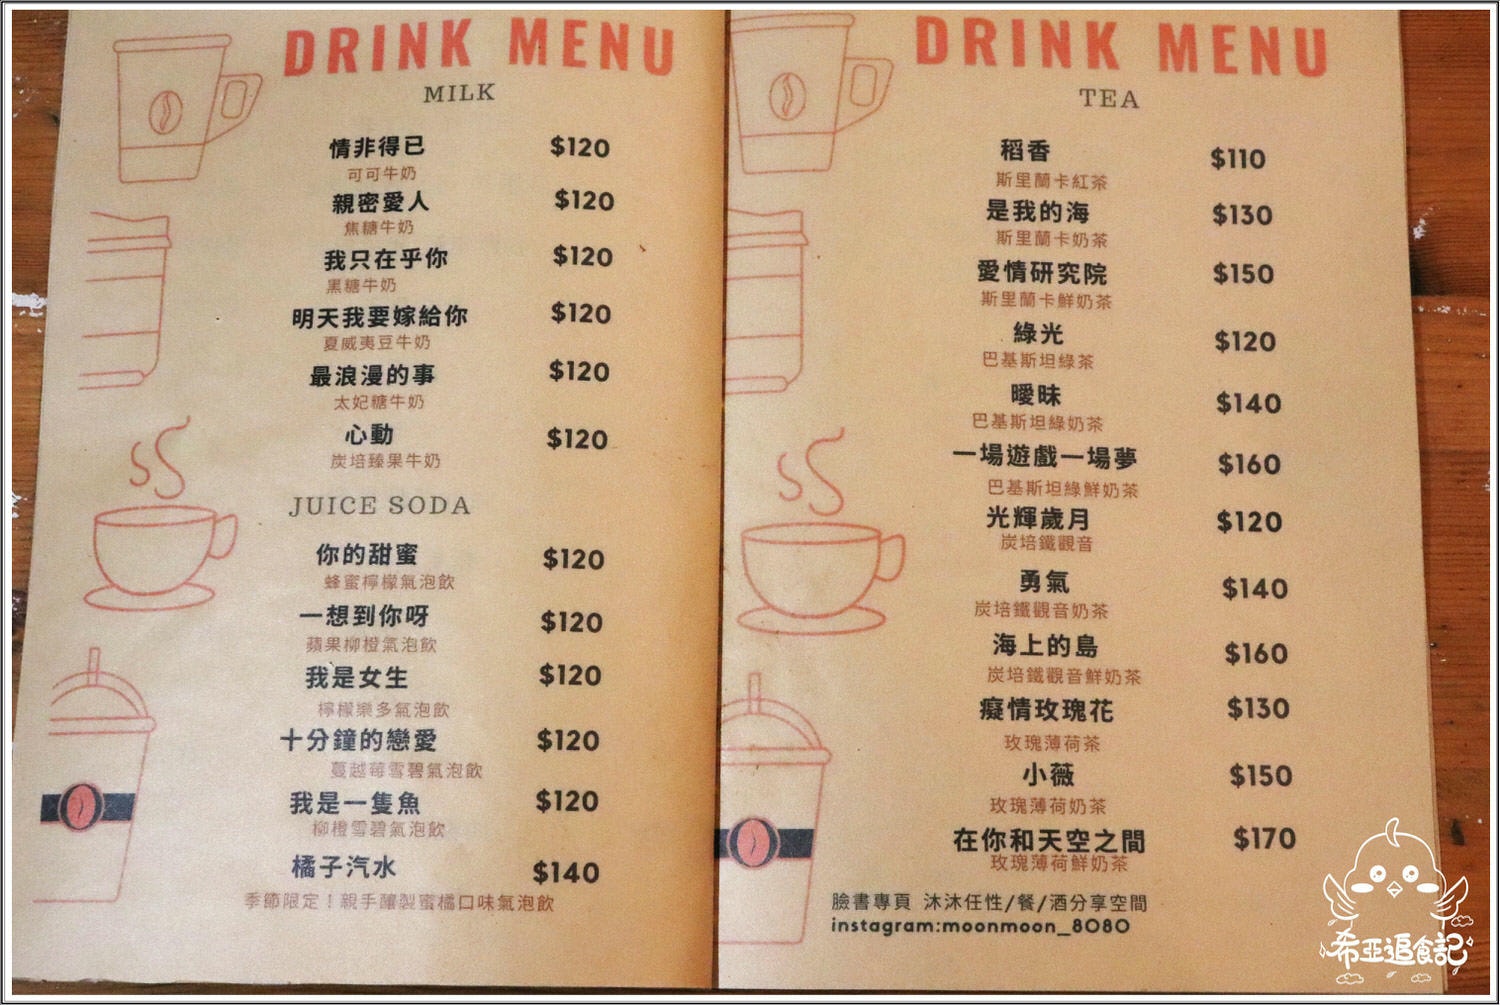 DRINK MENU
MILK
情非得已 $120
可可牛奶
親密愛人 $120
焦糖牛奶
我只在乎你 $120
黑糖牛奶
明天我要嫁給你 $120
夏威夷豆牛奶
最浪漫的事 $120
太妃糖牛奶
心動 $120
炭培臻果牛奶
JUICE SODA
你的甜蜜 $120
蜂蜜檸檬氣泡飲
一想到你呀 $120
蘋果柳橙氣泡飲
我是女生 $120
檸檬樂多氣泡飲
十分鐘的戀愛 $120
蔓越莓雪碧氣泡飲
我是一隻魚 $120
柳橙雪碧氣泡飲
橘子汽水 $140
季節限定！親手釀製蜜橘口味氣泡飲
DRINK MENU
TEA
稻香 $110
斯里蘭卡紅茶
是我的海 $130
斯里蘭卡奶茶
愛情研究院 $150
斯里蘭卡鮮奶茶
綠光 $120
巴基斯坦綠茶
曖昧 $140
巴基斯坦綠奶茶
一場遊戲一場夢 $160
巴基斯坦綠鮮奶茶
光輝歲月 $120
炭培鐵觀音
勇氣 $140
炭培鐵觀音奶茶
海上的島 $160
炭培鐵觀音鮮奶茶
癡情玫瑰花 $130
玫瑰薄荷茶
小薇 $150
玫瑰薄荷奶茶
在你和天空之間 $170
玫瑰薄荷鮮奶茶
臉書專頁 沐沐任性/餐/酒分享空間
instagram:moonmoon_8080
希亞追食記